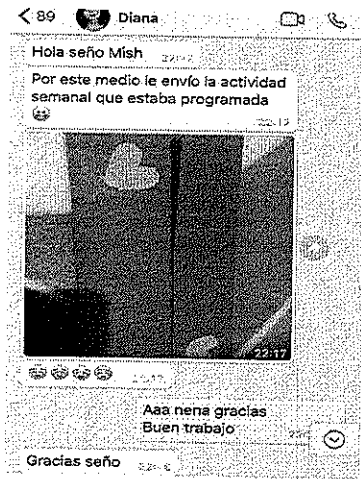 < 89 Diana
Hola seño Mish
Por este medio le envío la actividad
semanal que estaba programada
22:17
Aaa nena gracias
Buen trabajo
Gracias seño